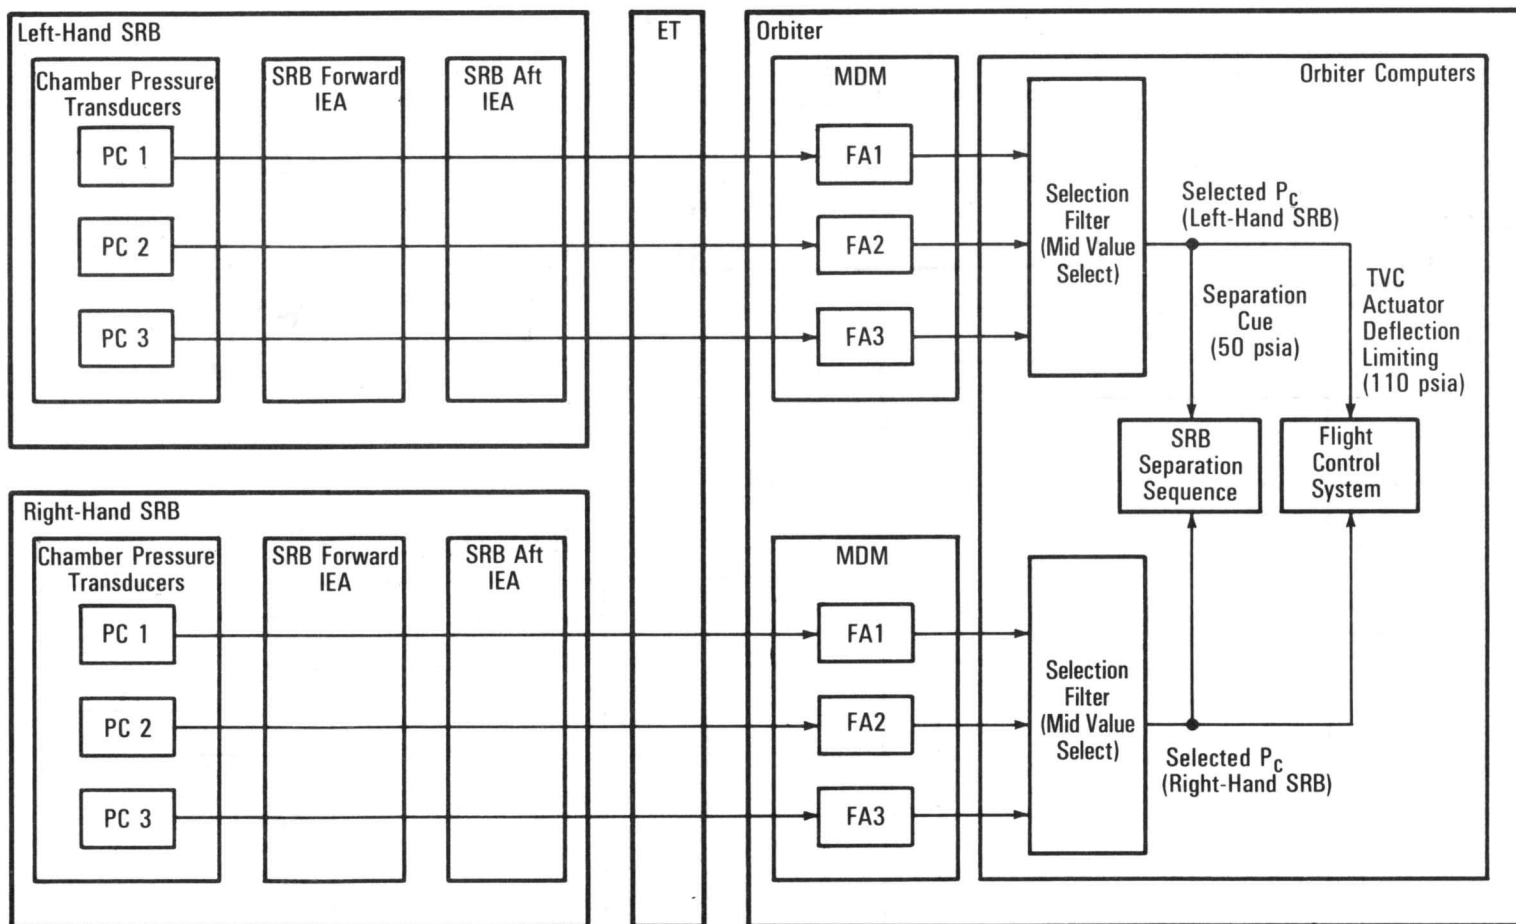 Left-Hand SRB
Chamber Pressure
Transducers
PC 1
PC 2
PC 3
SRB Forward
IEA
SRB Aft
IEA
ET
Orbiter
MDM
FA1
FA2
FA3
Orbiter Computers
Selection
Filter
(Mid Value
Select)
Selected Pc
(Left-Hand SRB)
Separation
Cue
(50 psia)
TVC
Actuator
Deflection
Limiting
(110 psia)
SRB
Separation
Sequence
Flight
Control
System
Right-Hand SRB
Chamber Pressure
Transducers
PC 1
PC 2
PC 3
SRB Forward
IEA
SRB Aft
IEA
MDM
FA1
FA2
FA3
Selection
Filter
(Mid Value
Select)
Selected Pc
(Right-Hand SRB)